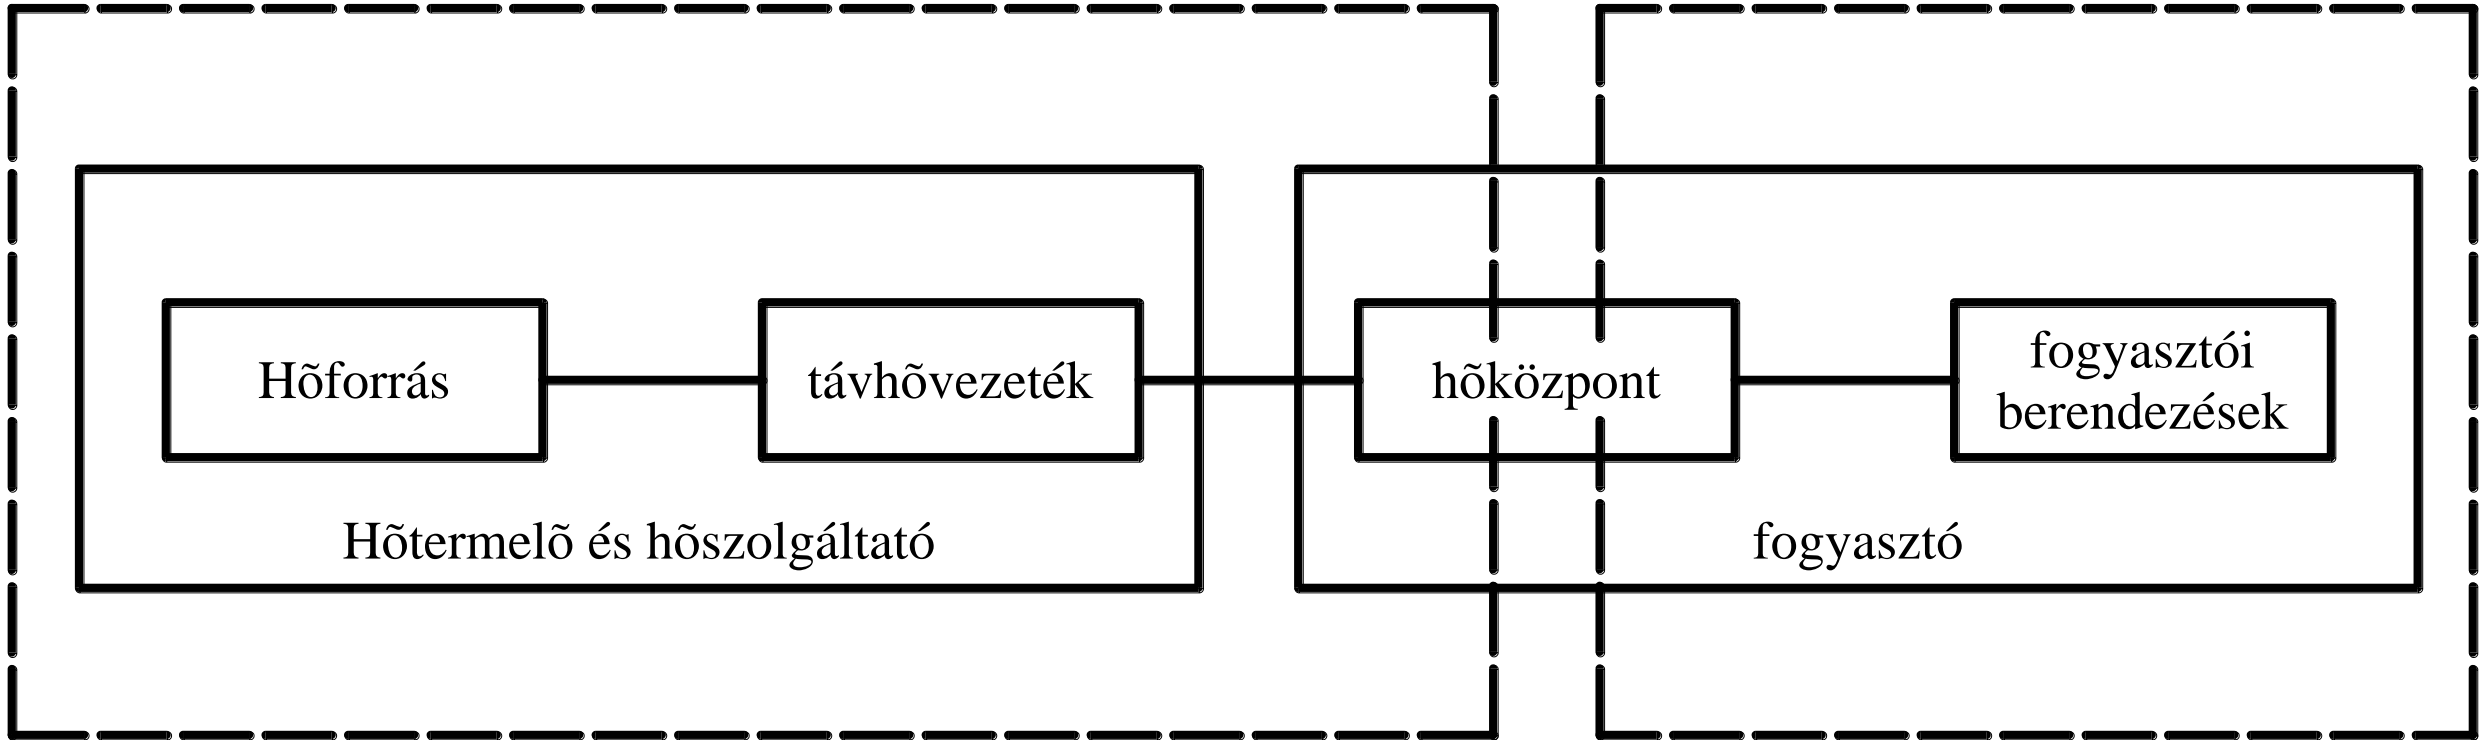 Hõforrás
távhõvezeték
hõközpont
fogyasztói
berendezések
Hõtermelõ és hõszolgáltató
fogyasztó